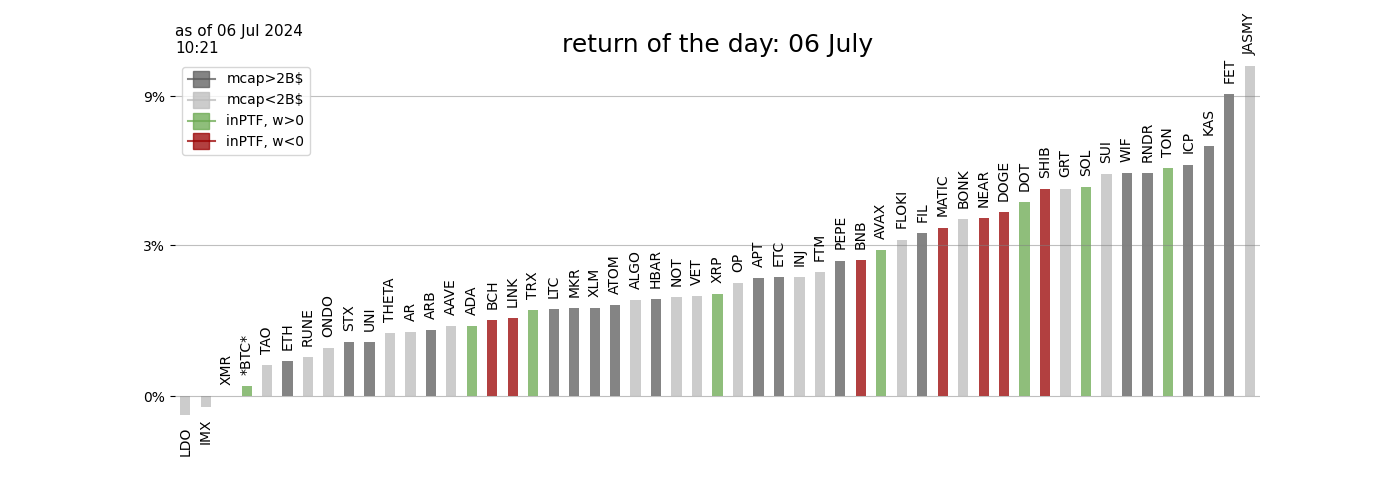 as of 06 Jul 2024
10:21
return of the day: 06 July
mcap>2B$
mcap<2B$
inPTF, w>0
inPTF, w<0
9%
3%
0%
LDO
IMX
XMR
*BTC*
TAO
ETH
RUNE
ONDO
STX
UNI
THETA
AR
ARB
AAVE
ADA
BCH
LINK
TRX
LTC
MKR
XLM
ATOM
ALGO
HBAR
NOT
VET
XRP
OP
APT
ETC
INJ
FTM
PEPE
BNB
AVAX
FLOKI
FIL
MATIC
BONK
NEAR
DOGE
DOT
SHIB
GRT
SOL
SUI
WIF
RNDR
TON
ICP
KAS
FET
JASMY